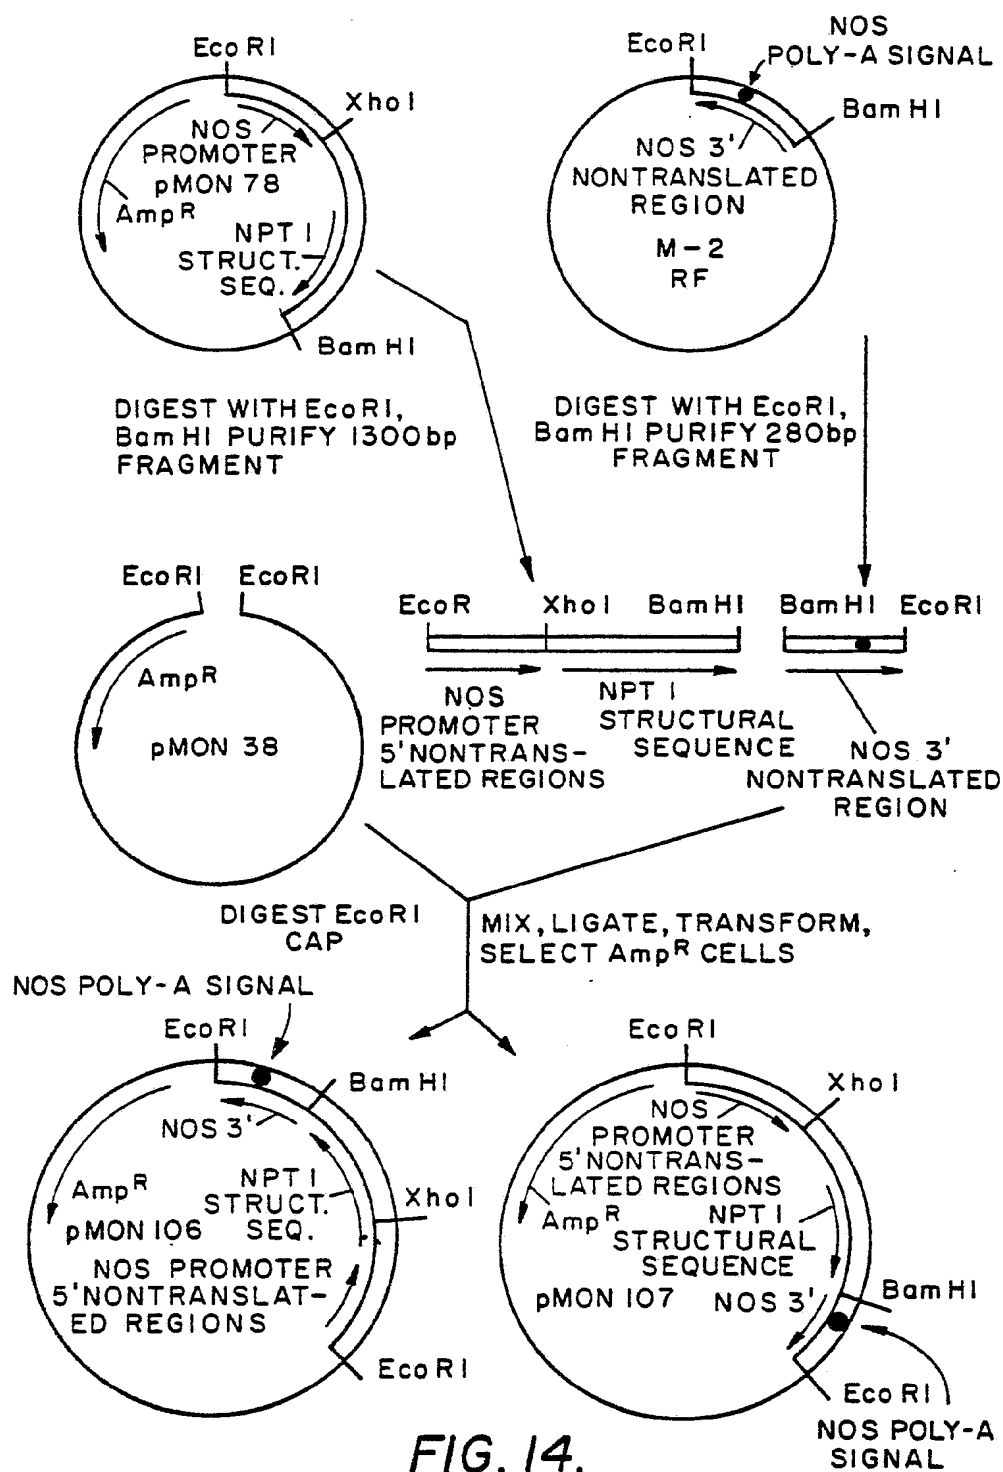 EcoRI
XhoI
NOS
PROMOTER
pMON 78
Amp^R
NPT I
STRUCT.
SEQ.
BamHI
EcoRI
NOS
POLY-A SIGNAL
BamHI
NOS 3'
NONTRANSLATED
REGION
M-2
RF
DIGEST WITH EcoRI,
BamHI PURIFY 1300bp
FRAGMENT
DIGEST WITH EcoRI,
BamHI PURIFY 280bp
FRAGMENT
EcoRI EcoRI
Amp^R
pMON 38
EcoR XhoI BamHI BamHI EcoRI
NOS
PROMOTER
5'NONTRANS-
LATED REGIONS
NPT I
STRUCTURAL
SEQUENCE
NOS 3'
NONTRANSLATED
REGION
DIGEST EcoRI
CAP
MIX, LIGATE, TRANSFORM,
SELECT Amp^R CELLS
NOS POLY-A SIGNAL
EcoRI
BamHI
NOS 3'
Amp^R
NPT I
STRUCT.
SEQ.
XhoI
pMON 106
NOS PROMOTER
5'NONTRANSLAT-
ED REGIONS
EcoRI
EcoRI
XhoI
NOS
PROMOTER
5'NONTRANS-
LATED REGIONS
Amp^R
NPT I
STRUCTURAL
SEQUENCE
pMON 107
NOS 3'
BamHI
EcoRI
NOS POLY-A
SIGNAL
FIG. 14.